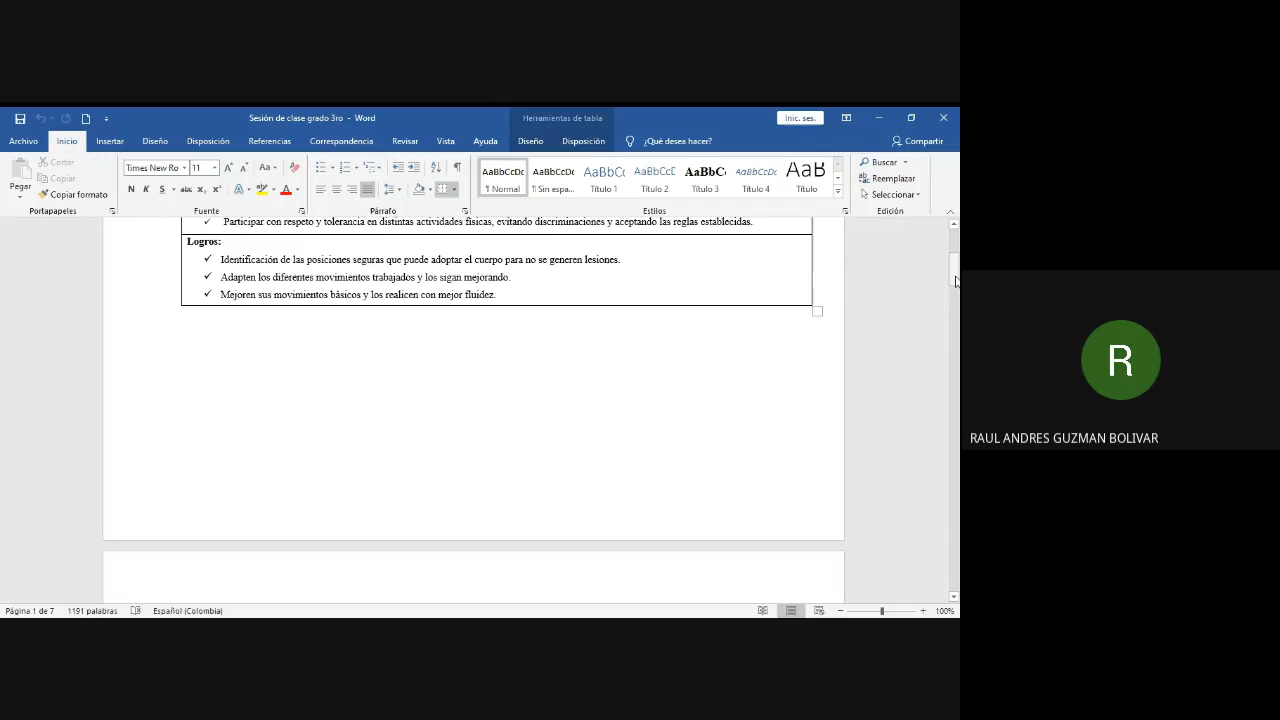 Sesión de clase grado 3ro - Word
Herramientas de tabla
Inic. ses.
Archivo
Inicio
Insertar
Diseño
Disposición
Referencias
Correspondencia
Revisar
Vista
Ayuda
Diseño
Disposición
¿Qué desea hacer?
Compartir
Pegar
Cortar
Copiar
Copiar formato
Portapapeles
Times New Ro
11
Aa
N K S abc x₂ x²
Fuente
Párrafo
AaBbCcDc
¶ Normal
AaBbCcDc
¶ Sin espa...
AaBbCc
Título 1
AaBbCcC
Título 2
AaBbCc
Título 3
AaBbCcDc
Título 4
AaB
Título
Estilos
Buscar
Reemplazar
Seleccionar
Edición
✓ Participar con respeto y tolerancia en distintas actividades físicas, evitando discriminaciones y aceptando las reglas establecidas.
Logros:
✓ Identificación de las posiciones seguras que puede adoptar el cuerpo para no se generen lesiones.
✓ Adapten los diferentes movimientos trabajados y los sigan mejorando.
✓ Mejoren sus movimientos básicos y los realicen con mejor fluidez.
Página 1 de 7
1191 palabras
Español (Colombia)
100%
R
RAUL ANDRES GUZMAN BOLIVAR